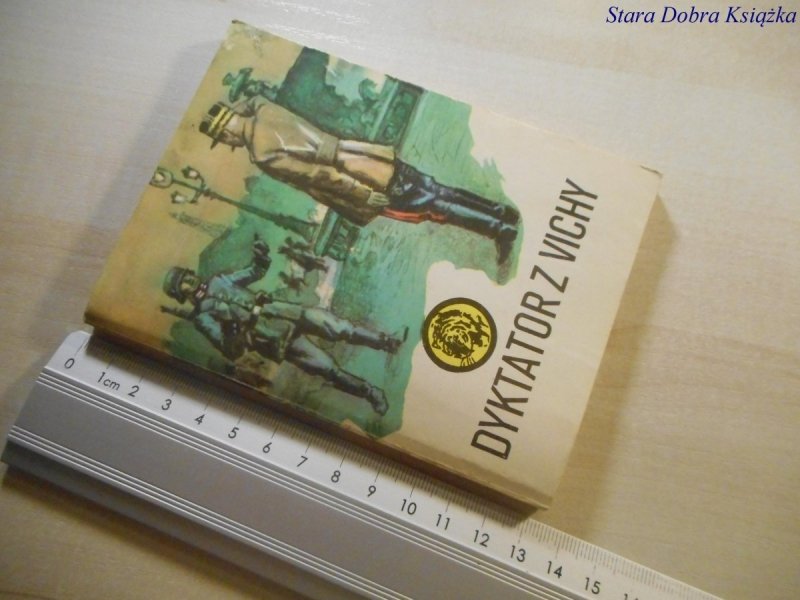 Stara Dobra Książka
DYKTATOR Z VICHY
0 1cm 2 3 4 5 6 7 8 9 10 11 12 13 14 15